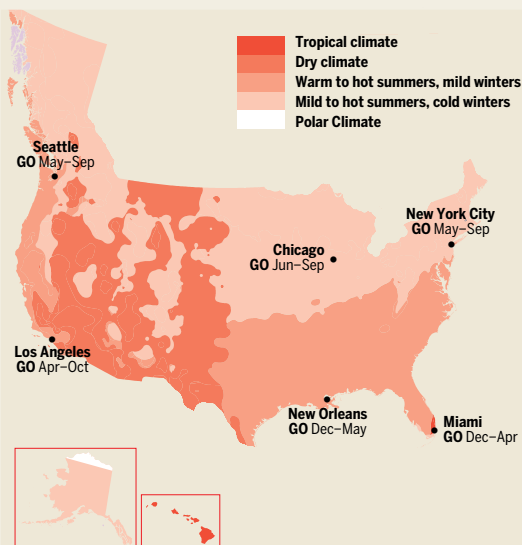 Tropical climate
Dry climate
Warm to hot summers, mild winters
Mild to hot summers, cold winters
Polar Climate
Seattle
GO May–Sep
New York City
GO May–Sep
Chicago
GO Jun–Sep
Los Angeles
GO Apr–Oct
New Orleans
GO Dec–May
Miami
GO Dec–Apr